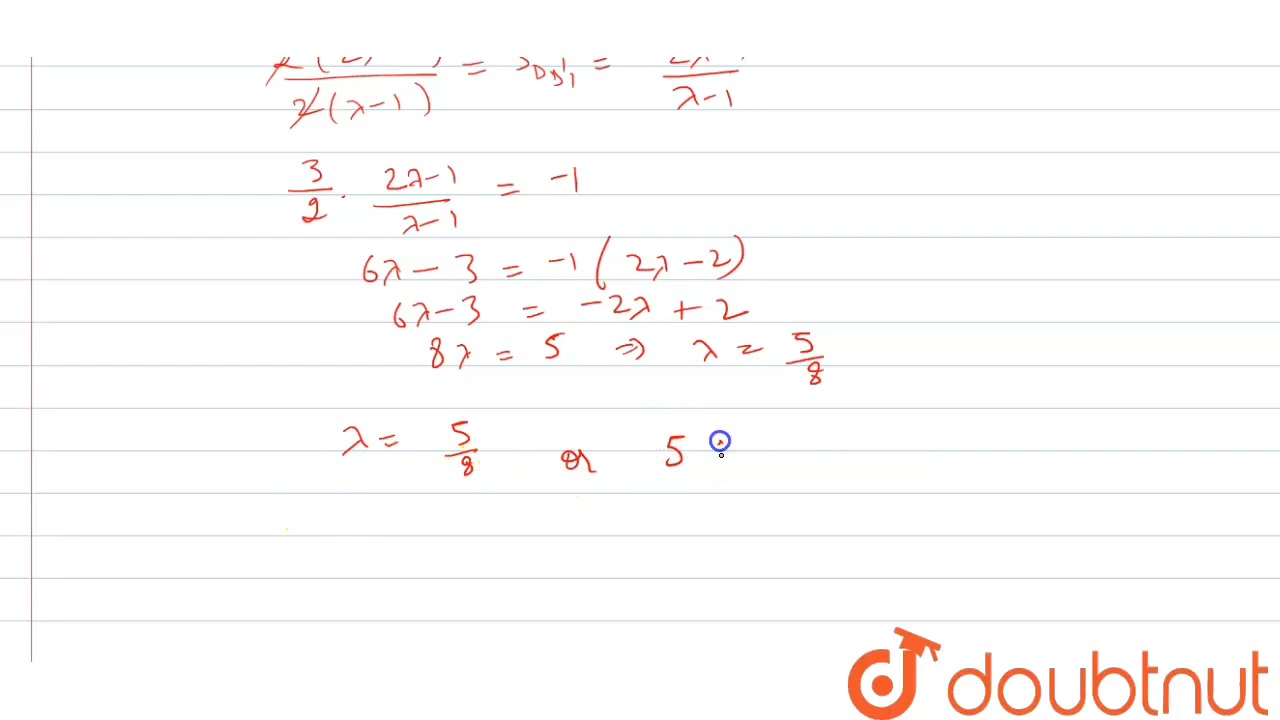 2(λ-1) = = λ-1
3/2 · 2λ-1/λ-1 = -1
6λ - 3 = -1(2λ-2)
6λ-3 = -2λ + 2
8λ = 5 ⇒ λ = 5/8
λ = 5/8 or 5
doubtnut